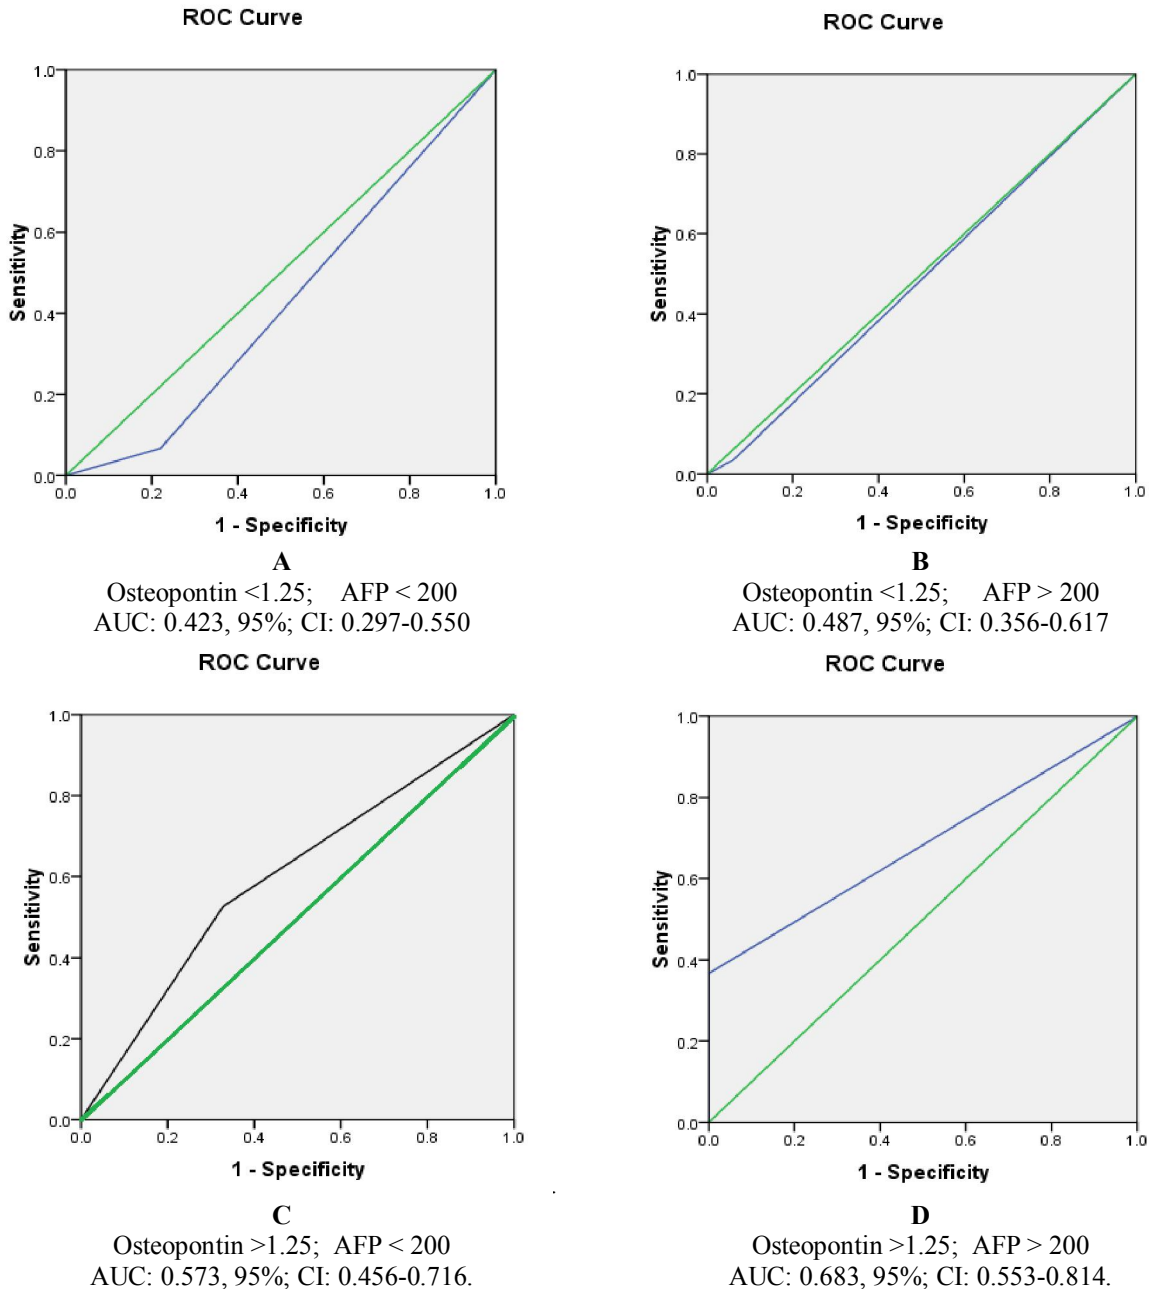 ROC Curve
1.0
0.8
0.6
0.4
0.2
0.0
Sensitivity
0.0 0.2 0.4 0.6 0.8 1.0
1 - Specificity
A
Osteopontin <1.25; AFP < 200
AUC: 0.423, 95%; CI: 0.297-0.550
ROC Curve
1.0
0.8
0.6
0.4
0.2
0.0
Sensitivity
0.0 0.2 0.4 0.6 0.8 1.0
1 - Specificity
B
Osteopontin <1.25; AFP > 200
AUC: 0.487, 95%; CI: 0.356-0.617
ROC Curve
1.0
0.8
0.6
0.4
0.2
0.0
Sensitivity
0.0 0.2 0.4 0.6 0.8 1.0
1 - Specificity
C
Osteopontin >1.25; AFP < 200
AUC: 0.573, 95%; CI: 0.456-0.716.
ROC Curve
1.0
0.8
0.6
0.4
0.2
0.0
Sensitivity
0.0 0.2 0.4 0.6 0.8 1.0
1 - Specificity
D
Osteopontin >1.25; AFP > 200
AUC: 0.683, 95%; CI: 0.553-0.814.